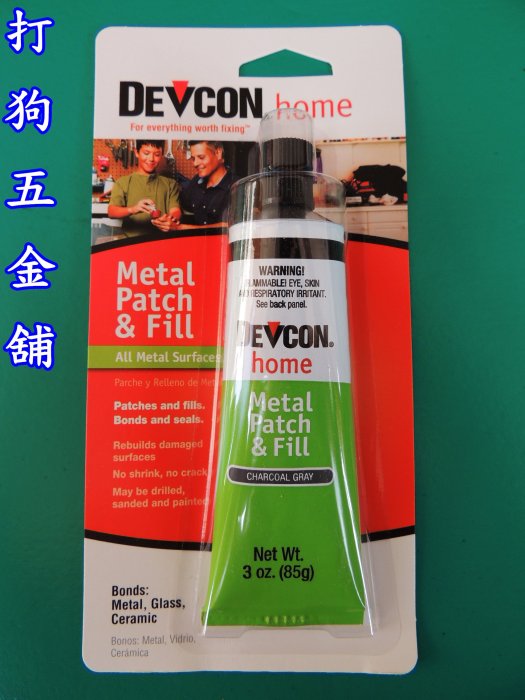 打狗五金舖
DEVCON home
For everything worth fixing™
Metal
Patch
& Fill
All Metal Surfaces
Parche y Relleno de Metal
Patches and fills.
Bonds and seals.
Rebuilds damaged
surfaces
No shrink, no crack
May be drilled,
sanded and painted
Bonds:
Metal, Glass,
Ceramic
Bonos: Metal, Vidrio,
Cerámica
WARNING!
FLAMMABLE! EYE, SKIN
AND RESPIRATORY IRRITANT.
See back panel.
DEVCON®
home
Metal
Patch
& Fill
CHARCOAL GRAY
Net Wt.
3 oz. (85g)